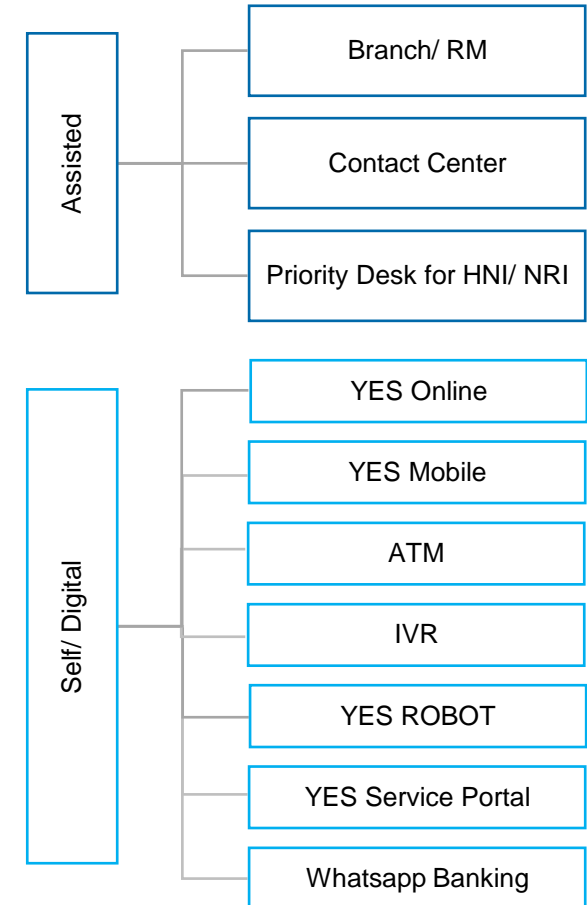 Assisted
Branch/ RM
Contact Center
Priority Desk for HNI/ NRI
Self/ Digital
YES Online
YES Mobile
ATM
IVR
YES ROBOT
YES Service Portal
Whatsapp Banking